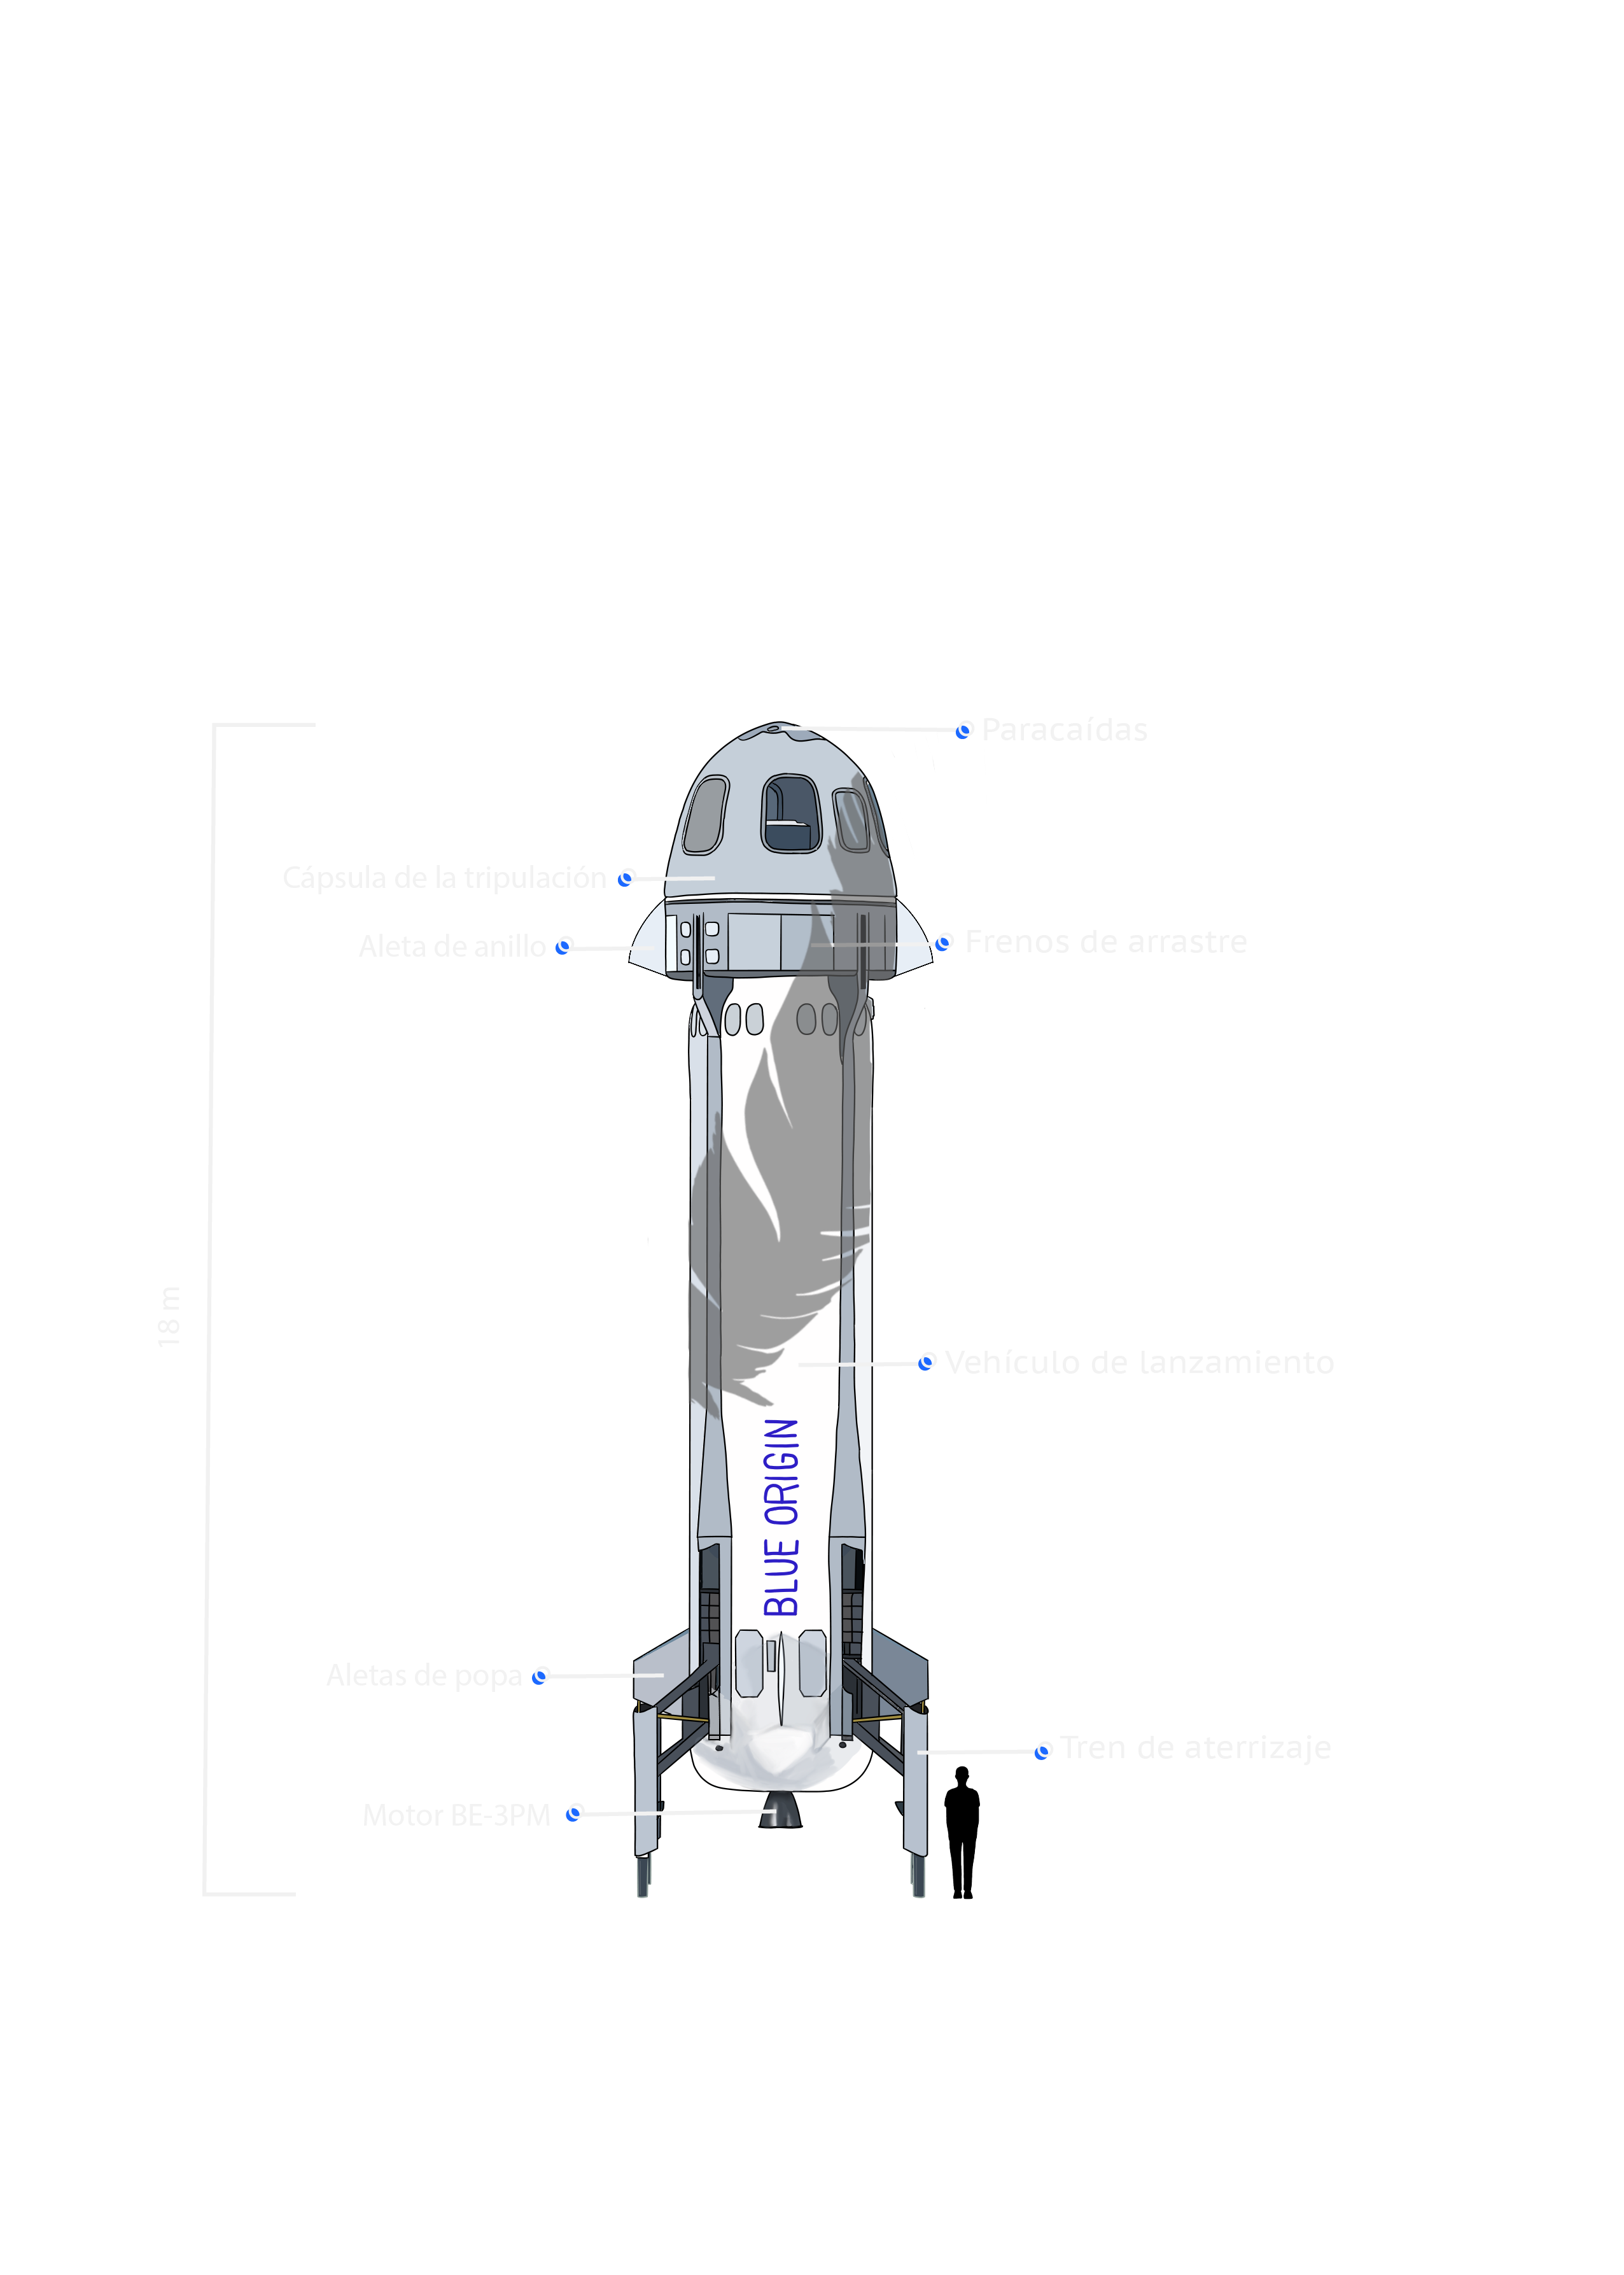 Paracaídas
Cápsula de la tripulación
Aleta de anillo
Frenos de arrastre
18 m
Vehículo de lanzamiento
BLUE ORIGIN
Aletas de popa
Tren de aterrizaje
Motor BE-3PM